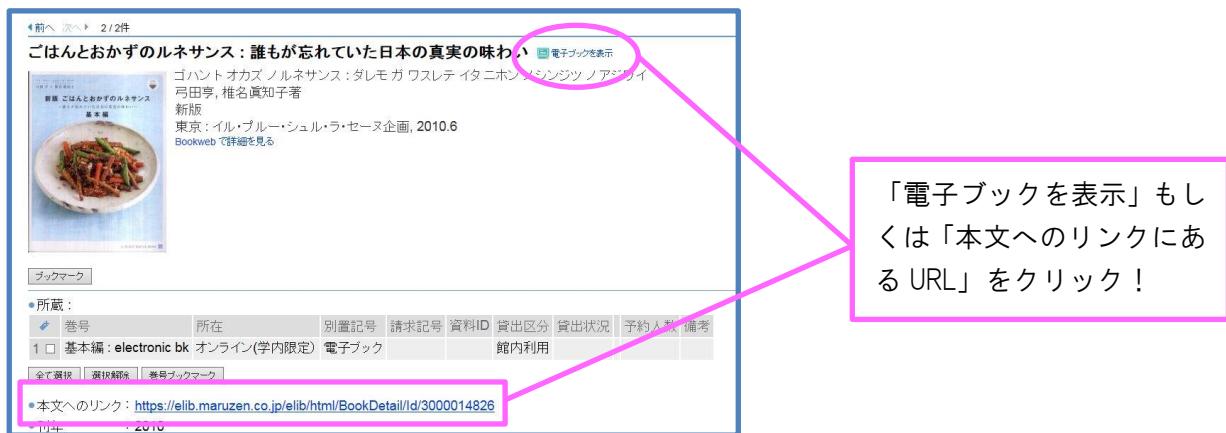 前へ 次へ 2/2件
ごはんとおかずのルネサンス : 誰もが忘れていた日本の真実の味わい 電子ブックを表示
ゴハン ト オカズ ノ ルネサンス : ダレモ ガ ワスレテ イタ ニホン ノ シンジツ ノ アジワイ
弓田亨, 椎名眞知子著
新版
東京 : イル・プルー・シュル・ラ・セーヌ企画, 2010.6
Bookweb で詳細を見る
新版 ごはんとおかずのルネサンス
基本編
ブックマーク
所蔵 :
巻号 所在 別置記号 請求記号 資料ID 貸出区分 貸出状況 予約人数 備考
1 基本編 : electronic bk オンライン(学内限定) 電子ブック 館内利用
全て選択 選択解除 巻号ブックマーク
本文へのリンク : https://elib.maruzen.co.jp/elib/html/BookDetail/Id/3000014826
刊年 : 2010
「電子ブックを表示」もし
くは「本文へのリンクにあ
る URL」をクリック！